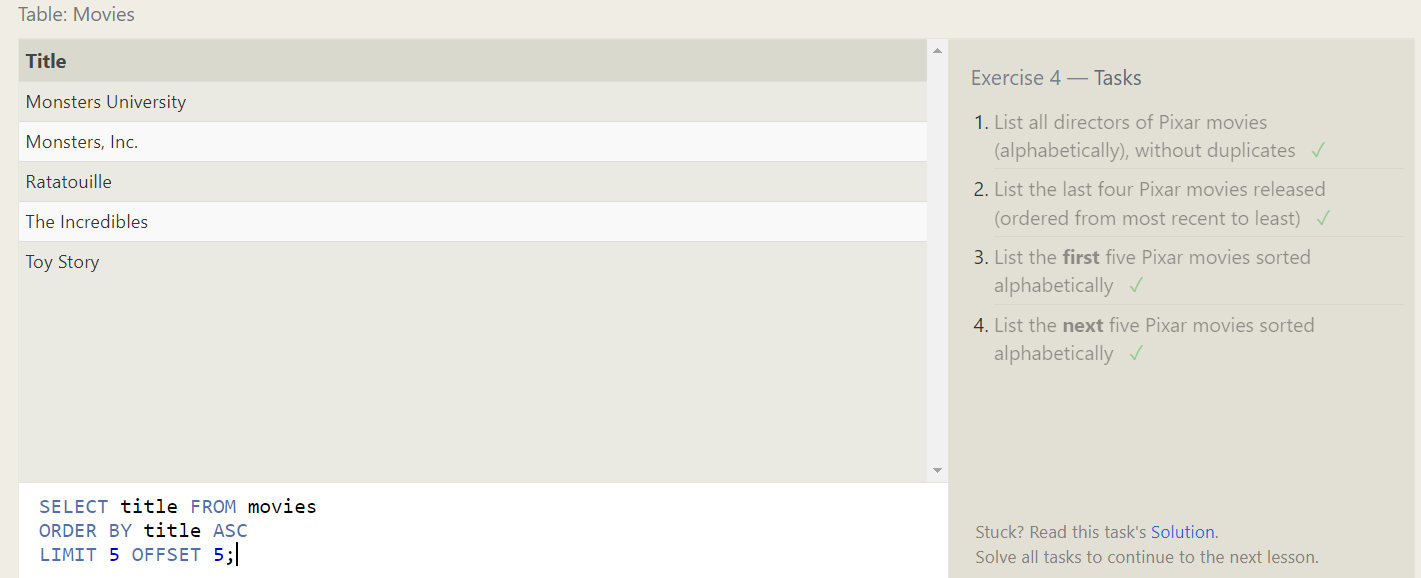 Table: Movies
Title
Monsters University
Monsters, Inc.
Ratatouille
The Incredibles
Toy Story
SELECT title FROM movies
ORDER BY title ASC
LIMIT 5 OFFSET 5;
Exercise 4 — Tasks
1. List all directors of Pixar movies
(alphabetically), without duplicates ✓
2. List the last four Pixar movies released
(ordered from most recent to least) ✓
3. List the first five Pixar movies sorted
alphabetically ✓
4. List the next five Pixar movies sorted
alphabetically ✓
Stuck? Read this task's Solution.
Solve all tasks to continue to the next lesson.